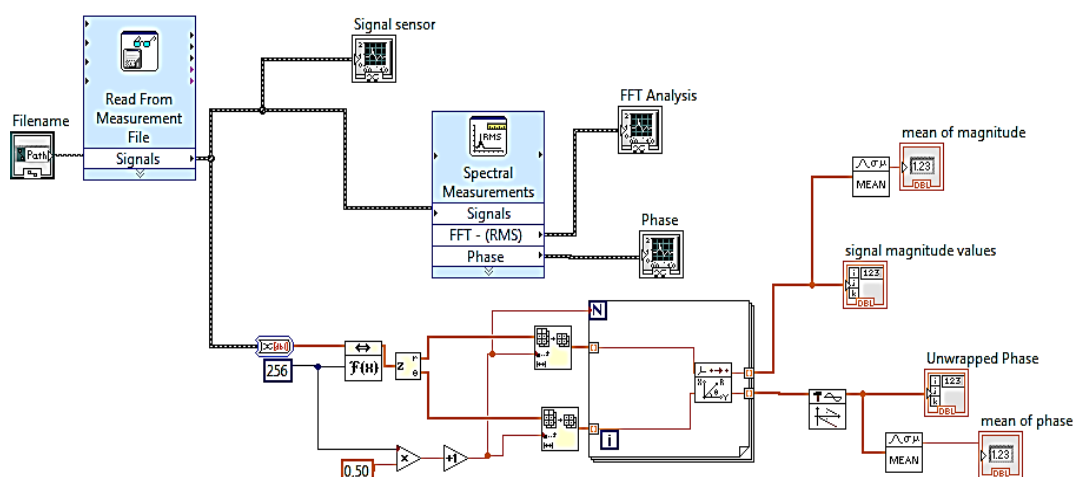 Signal sensor
Read From
Measurement
File
Signals
Filename
Path
FFT Analysis
RMS
Spectral
Measurements
Signals
FFT - (RMS)
Phase
Phase
mean of magnitude
MEAN
1.23
DBL
signal magnitude values
123
DBL
256
F{x}
z
r
θ
N
i
X
R
θ
Y
0.50
x
+1
Unwrapped Phase
123
DBL
mean of phase
MEAN
1.23
DBL